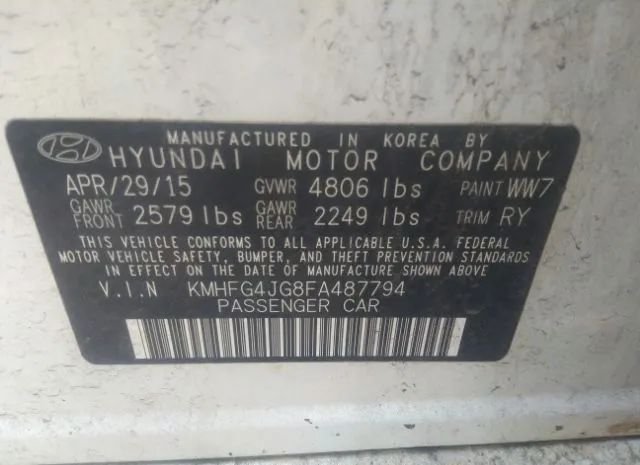 MANUFACTURED IN KOREA BY
HYUNDAI MOTOR COMPANY
APR/29/15 GVWR 4806 lbs PAINT WW7
GAWR FRONT 2579 lbs GAWR REAR 2249 lbs TRIM RY
THIS VEHICLE CONFORMS TO ALL APPLICABLE U.S.A. FEDERAL
MOTOR VEHICLE SAFETY, BUMPER, AND THEFT PREVENTION STANDARDS
IN EFFECT ON THE DATE OF MANUFACTURE SHOWN ABOVE
V.I.N KMHFG4JG8FA487794
PASSENGER CAR